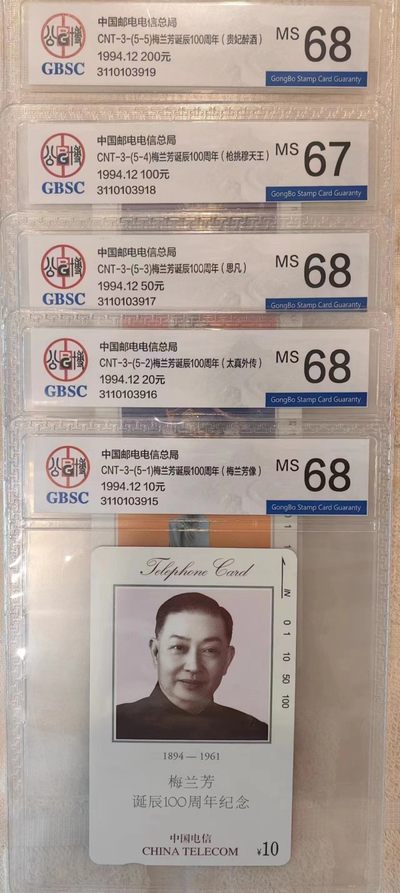 中国邮电电信总局
CNT-3-(5-5)梅兰芳诞辰100周年（贵妃醉酒）
1994.12 200元
3110103919
GBSC
MS 68
GongBo Stamp Card Guaranty
中国邮电电信总局
CNT-3-(5-4)梅兰芳诞辰100周年（枪挑穆天王）
1994.12 100元
3110103918
GBSC
MS 67
GongBo Stamp Card Guaranty
中国邮电电信总局
CNT-3-(5-3)梅兰芳诞辰100周年（思凡）
1994.12 50元
3110103917
GBSC
MS 68
GongBo Stamp Card Guaranty
中国邮电电信总局
CNT-3-(5-2)梅兰芳诞辰100周年（太真外传）
1994.12 20元
3110103916
GBSC
MS 68
GongBo Stamp Card Guaranty
中国邮电电信总局
CNT-3-(5-1)梅兰芳诞辰100周年（梅兰芳像）
1994.12 10元
3110103915
GBSC
MS 68
GongBo Stamp Card Guaranty
Telephone Card
IN 0 1 10 50 100
1894—1961
梅兰芳
诞辰100周年纪念
中国电信
CHINA TELECOM
¥10